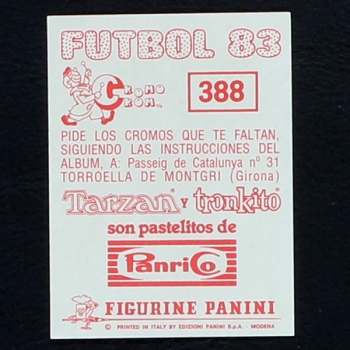 FUTBOL 83
CROMO
CROM
388
PIDE LOS CROMOS QUE TE FALTAN,
SIGUIENDO LAS INSTRUCCIONES DEL
ALBUM, A: Passeig de Catalunya nº 31
TORROELLA DE MONTGRI (Girona)
Tarzan Y tronkito
son pastelitos de
PanriCo
FIGURINE PANINI
© PRINTED IN ITALY BY EDIZIONI PANINI S.p.A. - MODENA